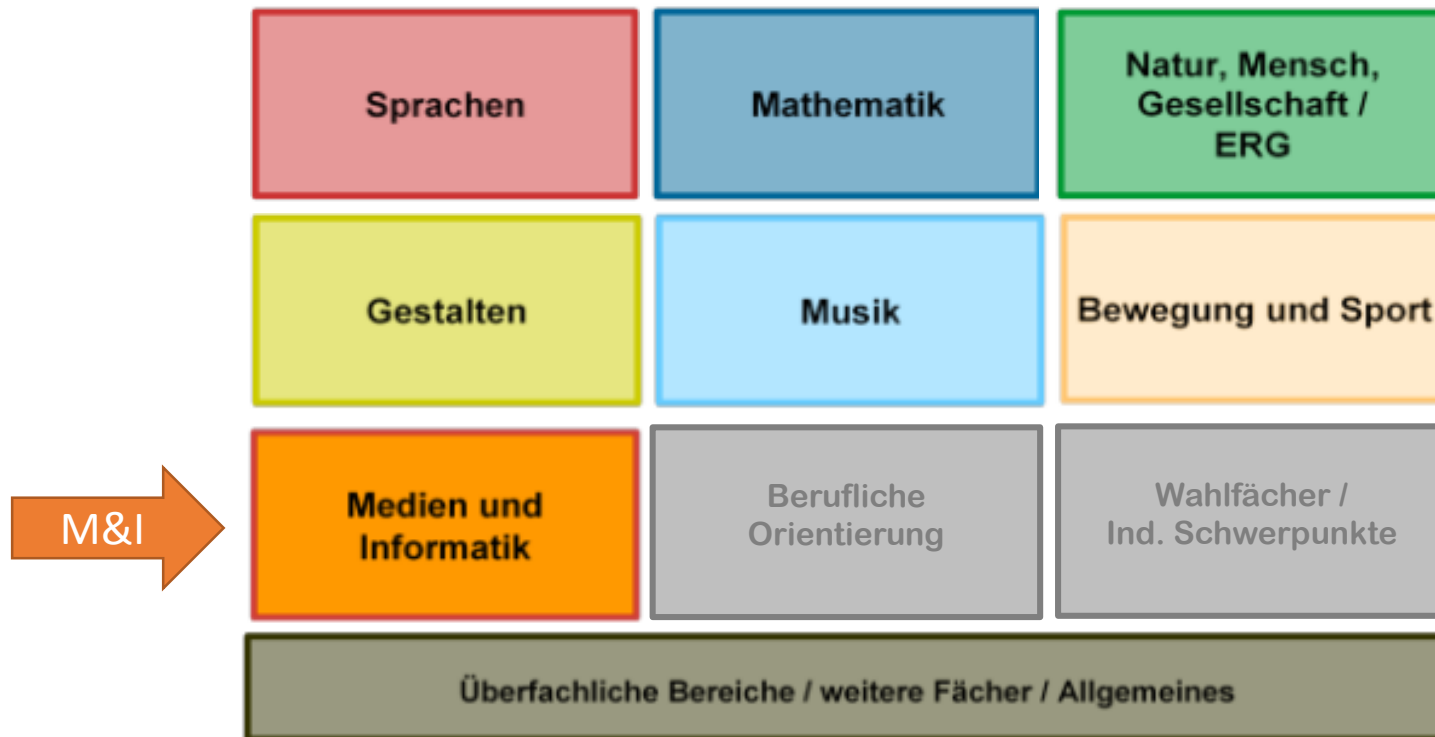 Sprachen
Mathematik
Natur, Mensch,
Gesellschaft /
ERG
Gestalten
Musik
Bewegung und Sport
M&I
Medien und
Informatik
Berufliche
Orientierung
Wahlfächer /
Ind. Schwerpunkte
Überfachliche Bereiche / weitere Fächer / Allgemeines